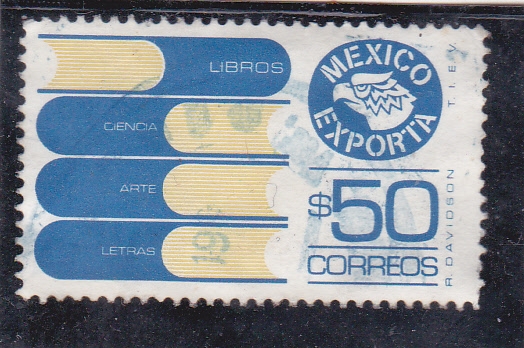 LiBROS
CiENCIA
ARTE
LETRAS
MEXICO
EXPORTA
$50
CORREOS
R. DAVIDSON T.I.E.V.